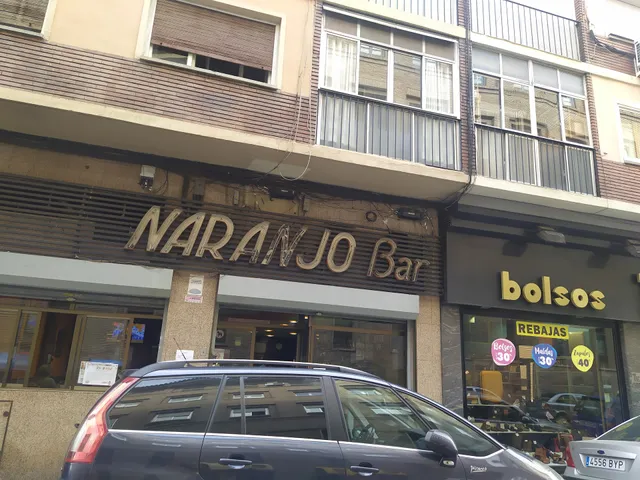 NARANJO Bar
bolsos
REBAJAS
Bolsos
30
Maletas
30
Zapatos
40
4556 BYP